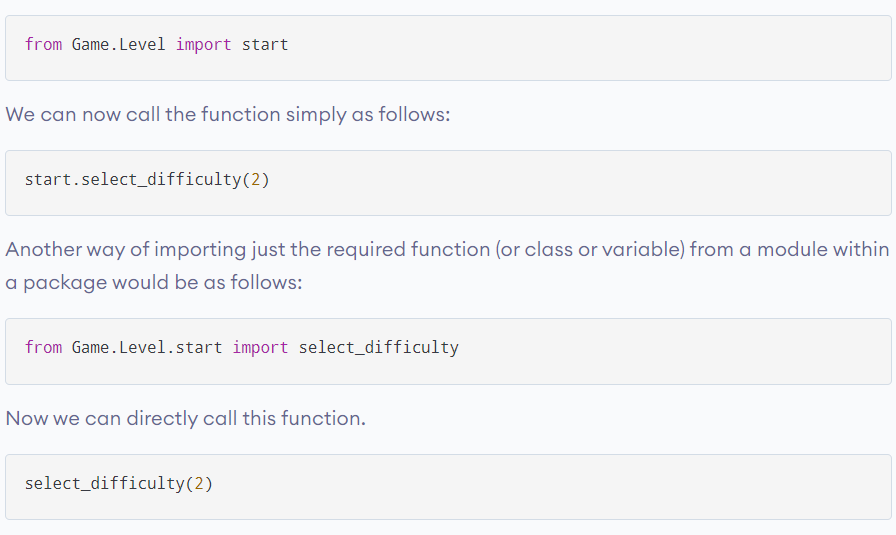 from Game.Level import start
We can now call the function simply as follows:
start.select_difficulty(2)
Another way of importing just the required function (or class or variable) from a module within
a package would be as follows:
from Game.Level.start import select_difficulty
Now we can directly call this function.
select_difficulty(2)